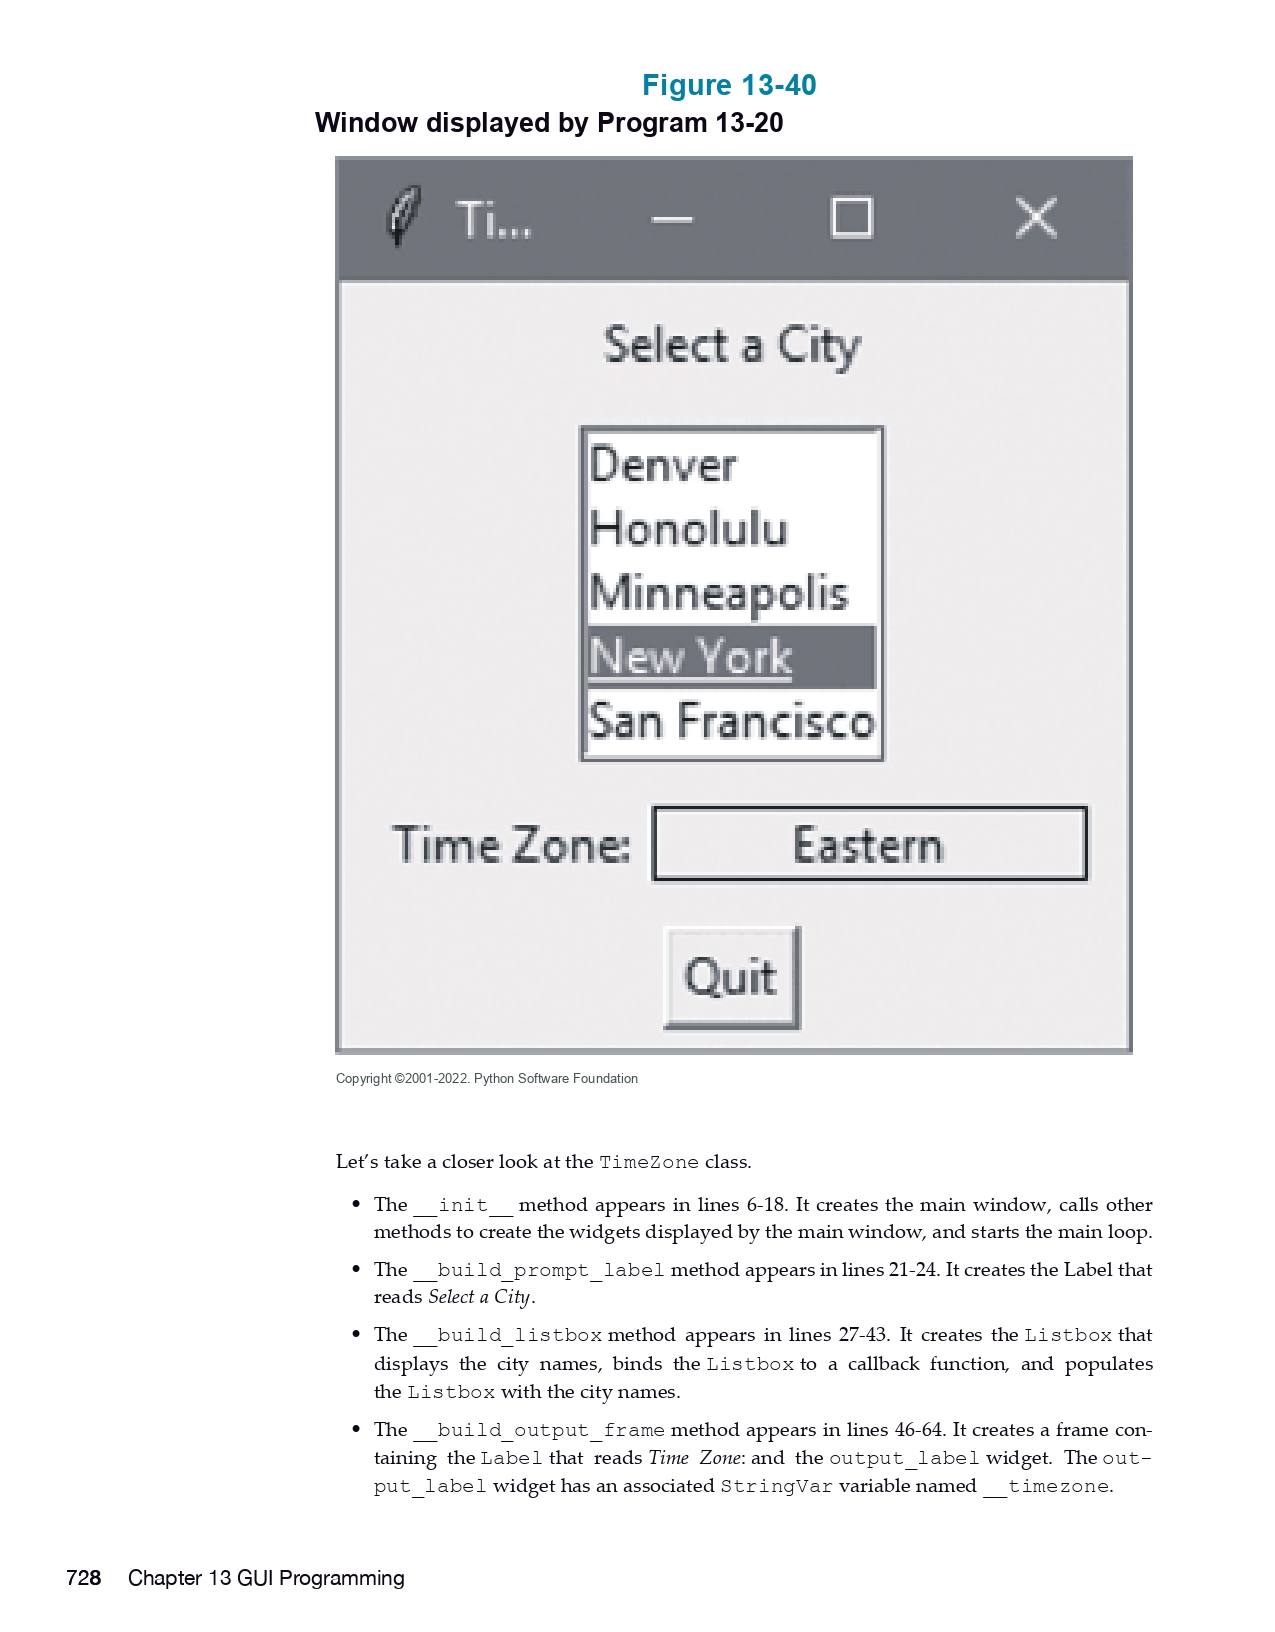 Figure 13-40
Window displayed by Program 13-20
Ti...
Select a City
Denver
Honolulu
Minneapolis
New York
San Francisco
Time Zone: Eastern
Quit
Copyright ©2001-2022. Python Software Foundation
Let’s take a closer look at the TimeZone class.
• The __init__ method appears in lines 6-18. It creates the main window, calls other
methods to create the widgets displayed by the main window, and starts the main loop.
• The __build_prompt_label method appears in lines 21-24. It creates the Label that
reads Select a City.
• The __build_listbox method appears in lines 27-43. It creates the Listbox that
displays the city names, binds the Listbox to a callback function, and populates
the Listbox with the city names.
• The __build_output_frame method appears in lines 46-64. It creates a frame con-
taining the Label that reads Time Zone: and the output_label widget. The out-
put_label widget has an associated StringVar variable named __timezone.
728 Chapter 13 GUI Programming